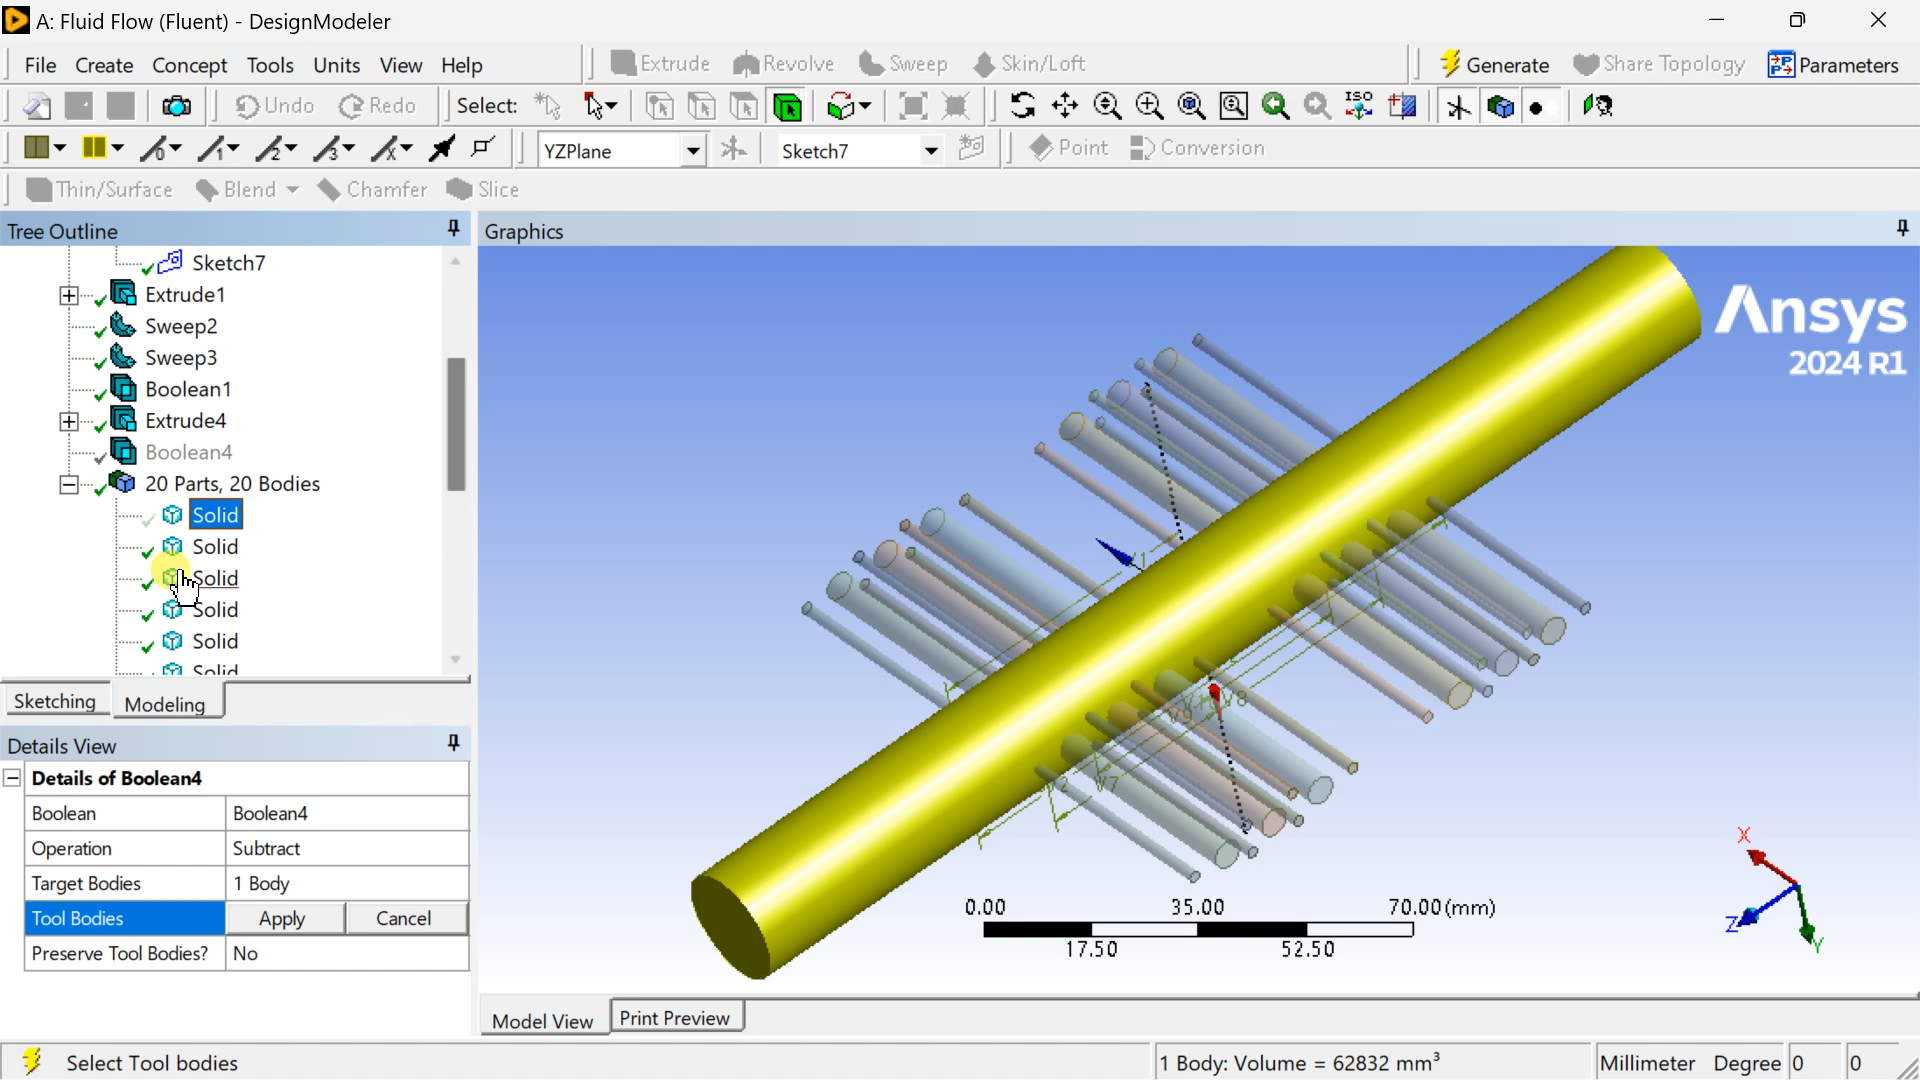 A: Fluid Flow (Fluent) - DesignModeler
File Create Concept Tools Units View Help
Extrude Revolve Sweep Skin/Loft
Generate Share Topology Parameters
Undo Redo Select:
ISO
YZPlane Sketch7 Point Conversion
Thin/Surface Blend Chamfer Slice
Tree Outline
Sketch7
Extrude1
Sweep2
Sweep3
Boolean1
Extrude4
Boolean4
20 Parts, 20 Bodies
Solid
Solid
Solid
Solid
Solid
Solid
Sketching Modeling
Details View
Details of Boolean4
Boolean Boolean4
Operation Subtract
Target Bodies 1 Body
Tool Bodies Apply Cancel
Preserve Tool Bodies? No
Graphics
Ansys
2024 R1
0.00 35.00 70.00 (mm)
17.50 52.50
X
Z
Y
Model View Print Preview
Select Tool bodies
1 Body: Volume = 62832 mm³
Millimeter Degree 0 0